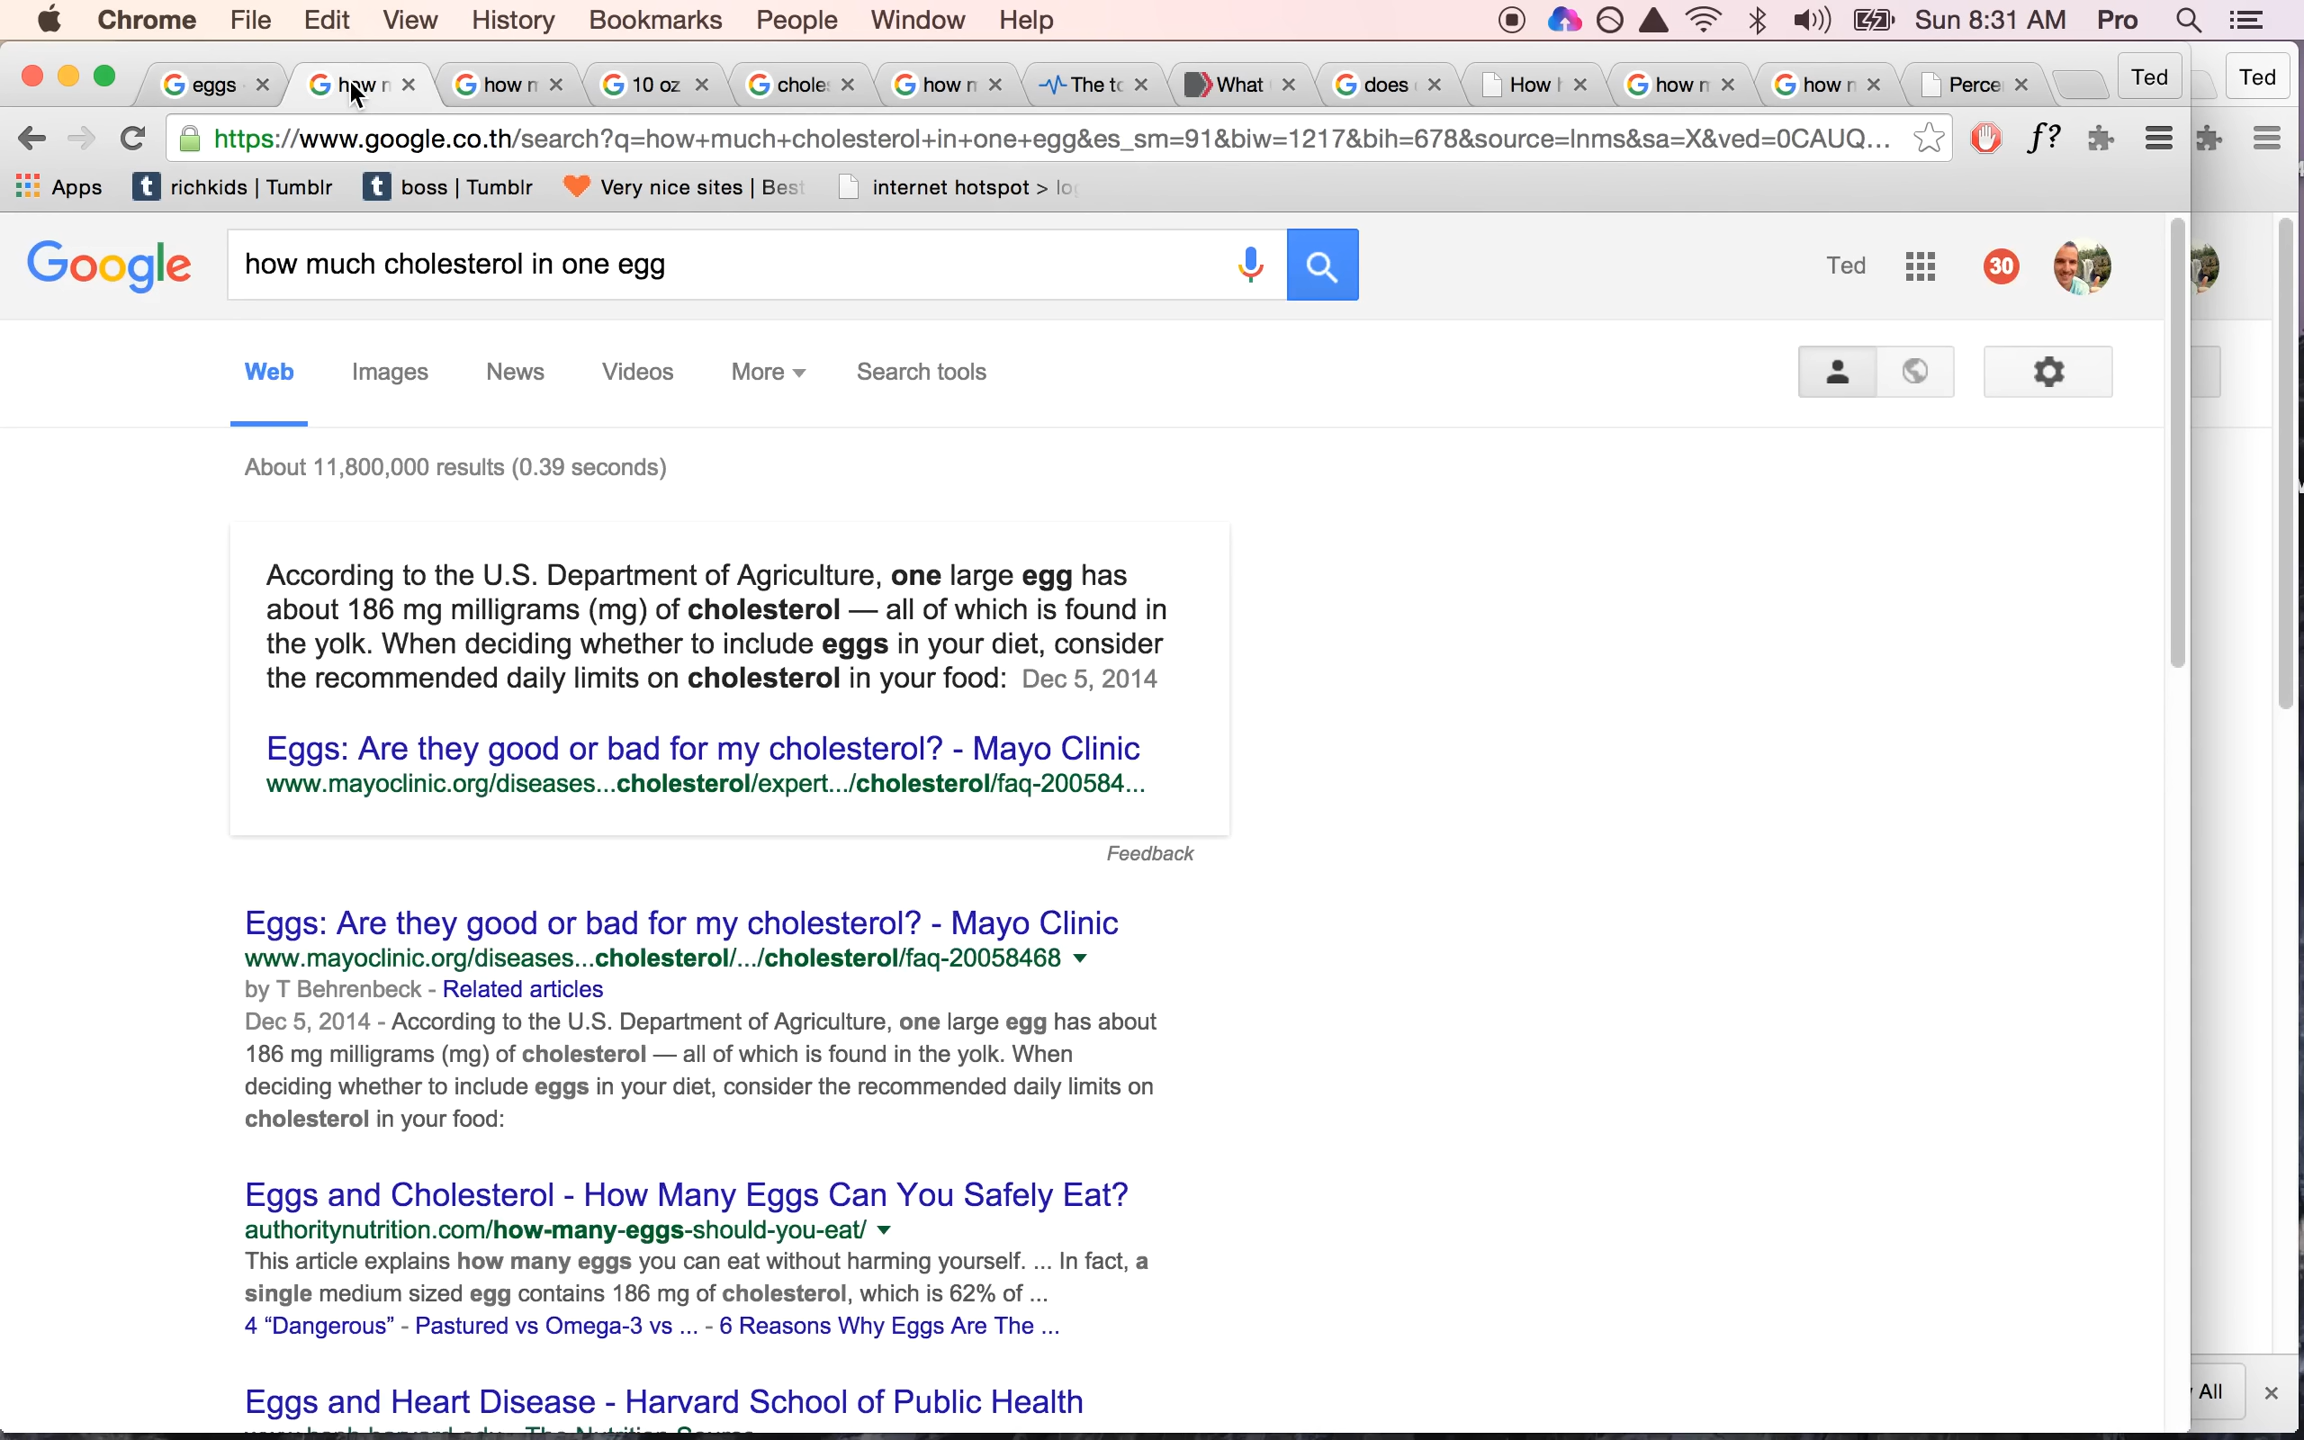 Chrome File Edit View History Bookmarks People Window Help Sun 8:31 AM Pro
eggs how how 10 oz chole The What does How how how Perce Ted Ted
https://www.google.co.th/search?q=how+much+cholesterol+in+one+egg&es_sm=91&biw=1217&bih=678&source=lnms&sa=X&ved=0CAUQ... f?
Apps richkids | Tumblr boss | Tumblr Very nice sites | Best internet hotspot >
Google how much cholesterol in one egg Ted 30
Web Images News Videos More Search tools
About 11,800,000 results (0.39 seconds)
According to the U.S. Department of Agriculture, one large egg has
about 186 mg milligrams (mg) of cholesterol — all of which is found in
the yolk. When deciding whether to include eggs in your diet, consider
the recommended daily limits on cholesterol in your food: Dec 5, 2014
Eggs: Are they good or bad for my cholesterol? - Mayo Clinic
www.mayoclinic.org/diseases...cholesterol/expert.../cholesterol/faq-200584...
Feedback
Eggs: Are they good or bad for my cholesterol? - Mayo Clinic
www.mayoclinic.org/diseases...cholesterol/.../cholesterol/faq-20058468
by T Behrenbeck - Related articles
Dec 5, 2014 - According to the U.S. Department of Agriculture, one large egg has about
186 mg milligrams (mg) of cholesterol — all of which is found in the yolk. When
deciding whether to include eggs in your diet, consider the recommended daily limits on
cholesterol in your food:
Eggs and Cholesterol - How Many Eggs Can You Safely Eat?
authoritynutrition.com/how-many-eggs-should-you-eat/
This article explains how many eggs you can eat without harming yourself. ... In fact, a
single medium sized egg contains 186 mg of cholesterol, which is 62% of ...
4 “Dangerous” - Pastured vs Omega-3 vs ... - 6 Reasons Why Eggs Are The ...
All
Eggs and Heart Disease - Harvard School of Public Health